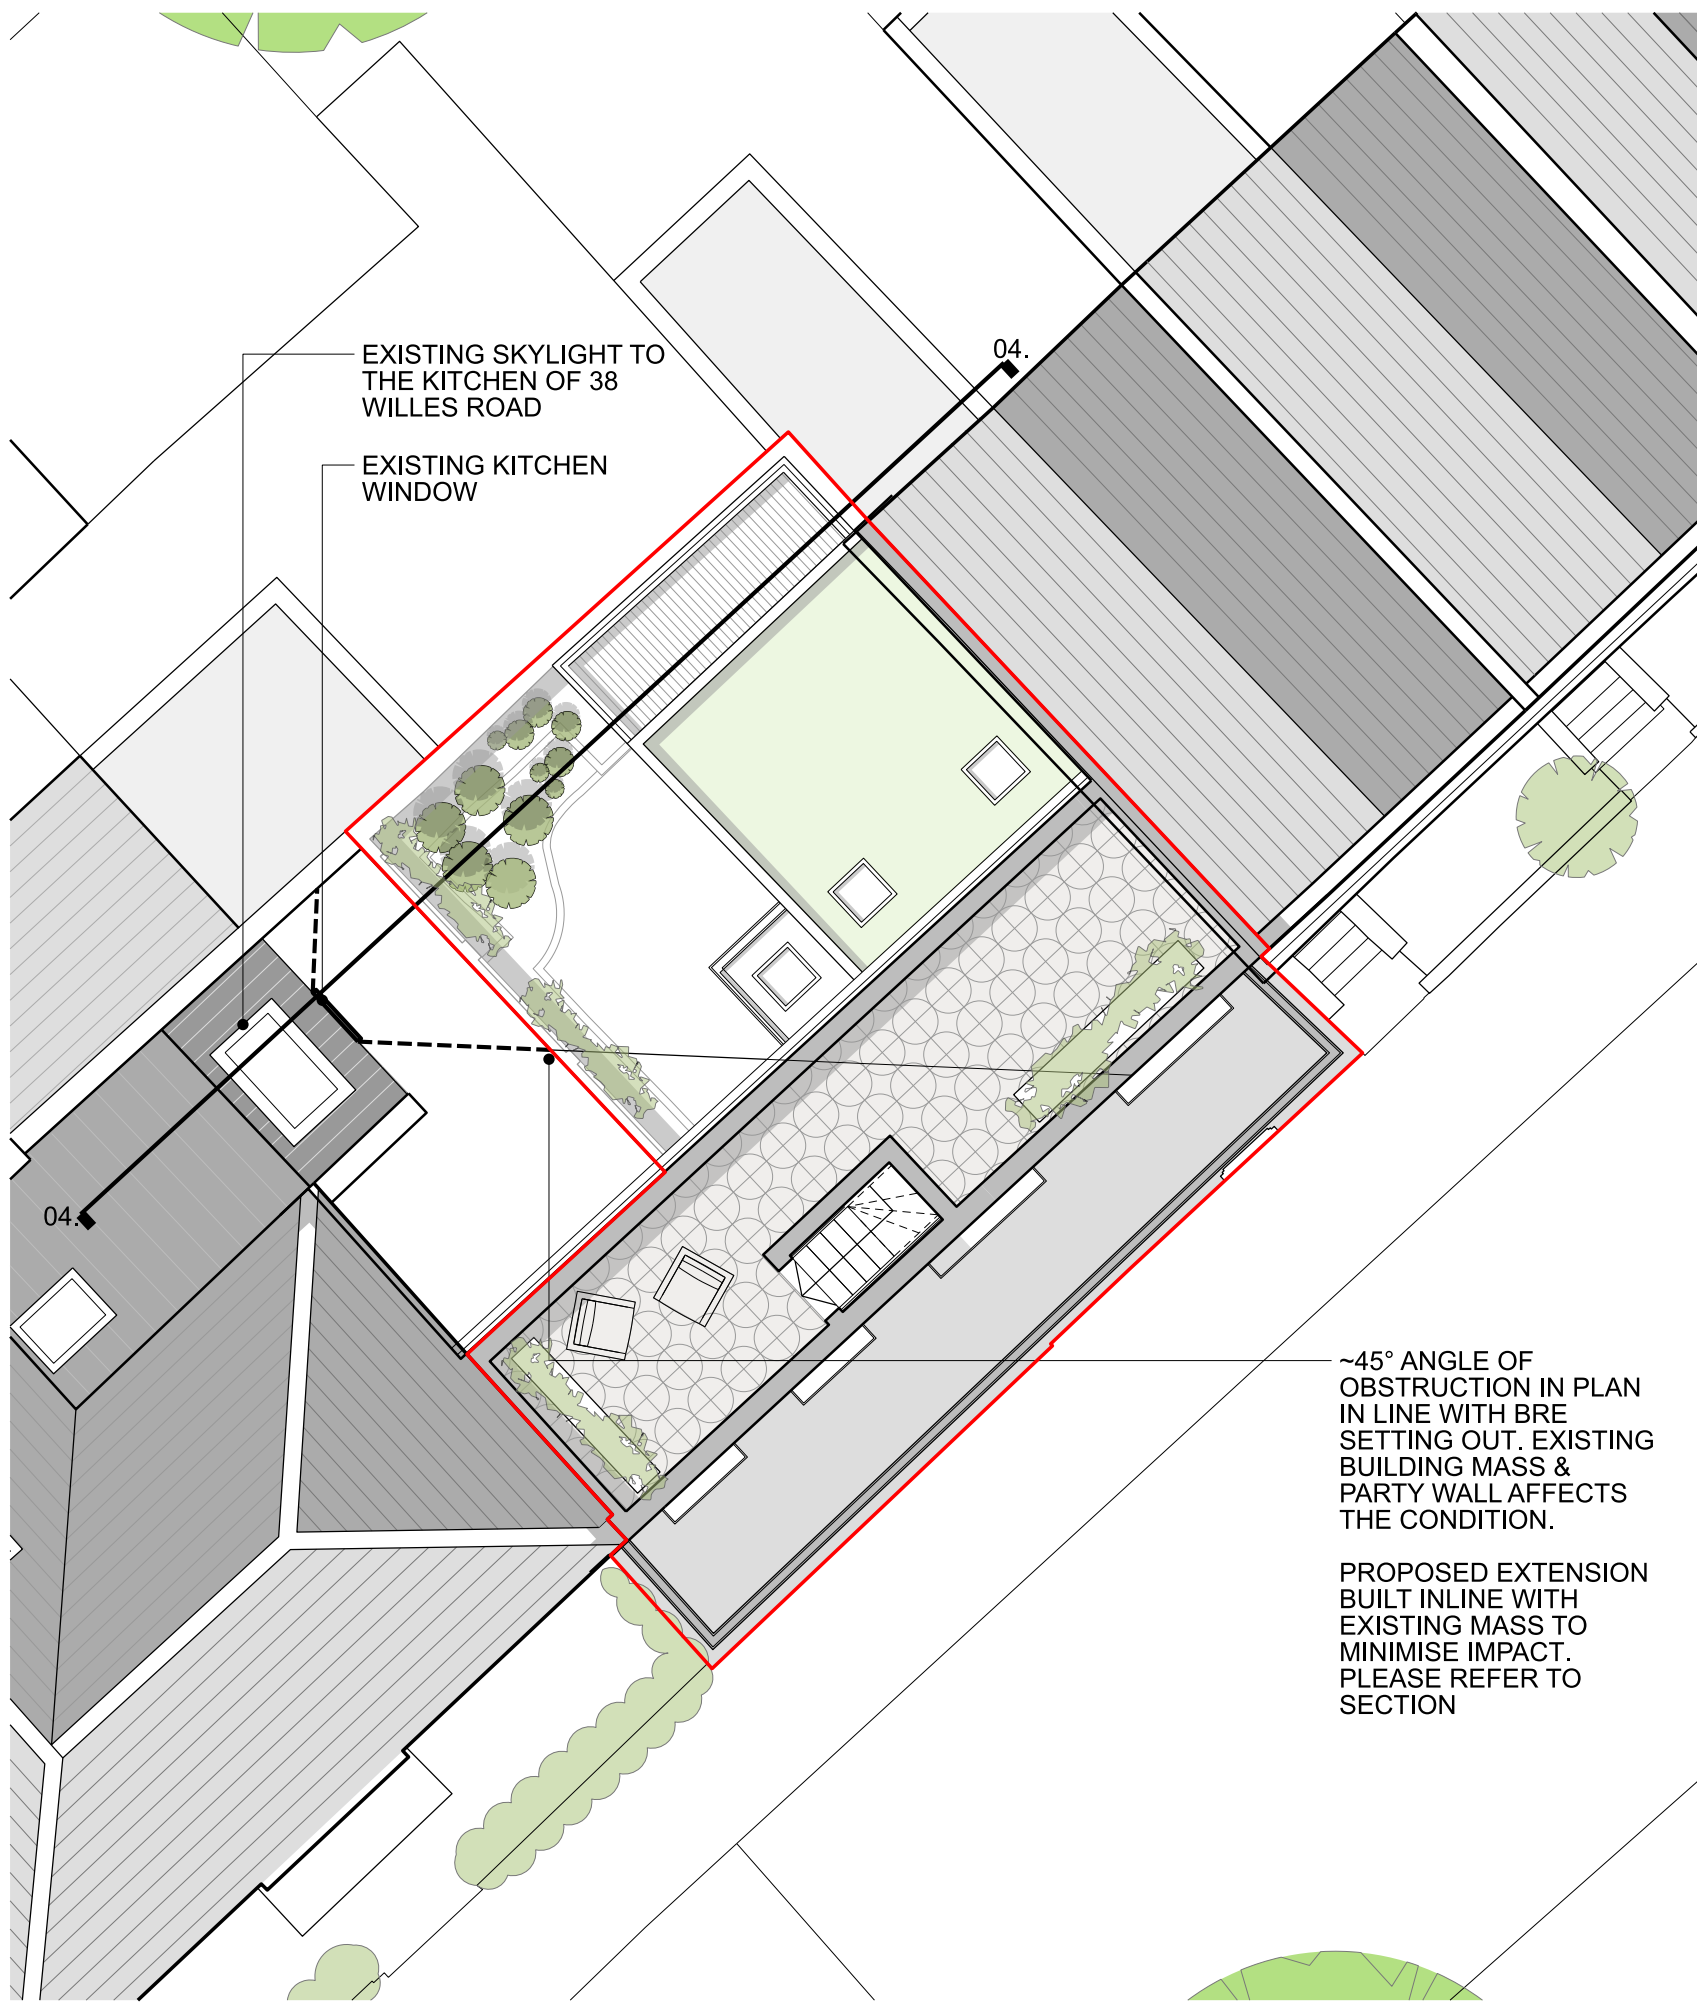 04.
EXISTING SKYLIGHT TO
THE KITCHEN OF 38
WILLES ROAD
EXISTING KITCHEN
WINDOW
04.
~45° ANGLE OF
OBSTRUCTION IN PLAN
IN LINE WITH BRE
SETTING OUT. EXISTING
BUILDING MASS &
PARTY WALL AFFECTS
THE CONDITION.
PROPOSED EXTENSION
BUILT INLINE WITH
EXISTING MASS TO
MINIMISE IMPACT.
PLEASE REFER TO
SECTION